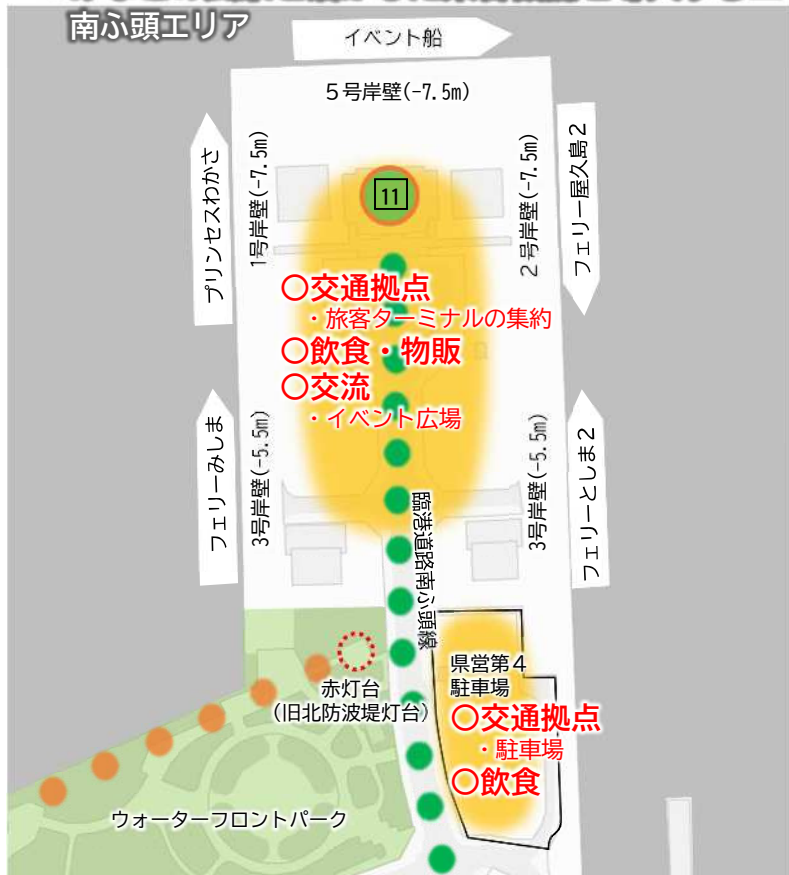 南ふ頭エリア
イベント船
５号岸壁(-7.5m)
プリンセスわかさ
1号岸壁(-7.5m)
11
２号岸壁(-7.5m)
フェリー屋久島２
〇交通拠点
・旅客ターミナルの集約
〇飲食・物販
〇交流
・イベント広場
フェリーみしま
3号岸壁(-5.5m)
3号岸壁(-5.5m)
フェリーとしま２
臨港道路南ふ頭線
赤灯台
（旧北防波堤灯台）
県営第４
駐車場
〇交通拠点
・駐車場
〇飲食
ウォーターフロントパーク